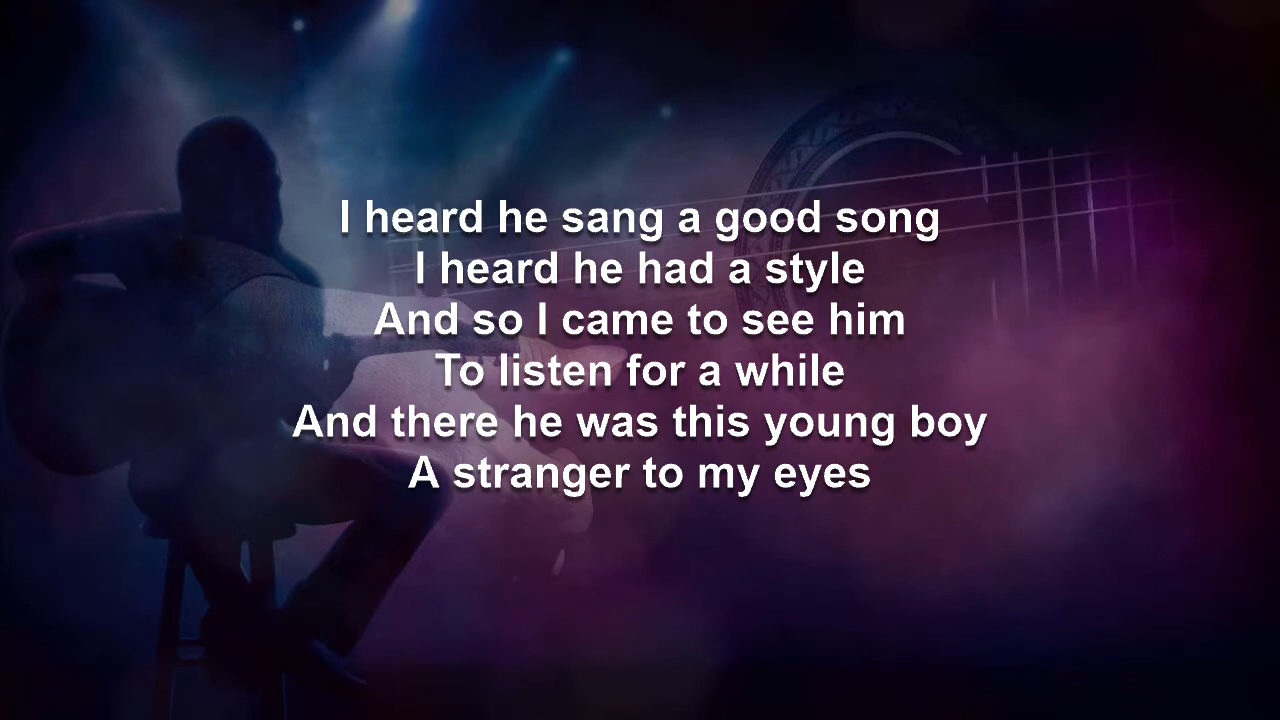 I heard he sang a good song
I heard he had a style
And so I came to see him
To listen for a while
And there he was this young boy
A stranger to my eyes